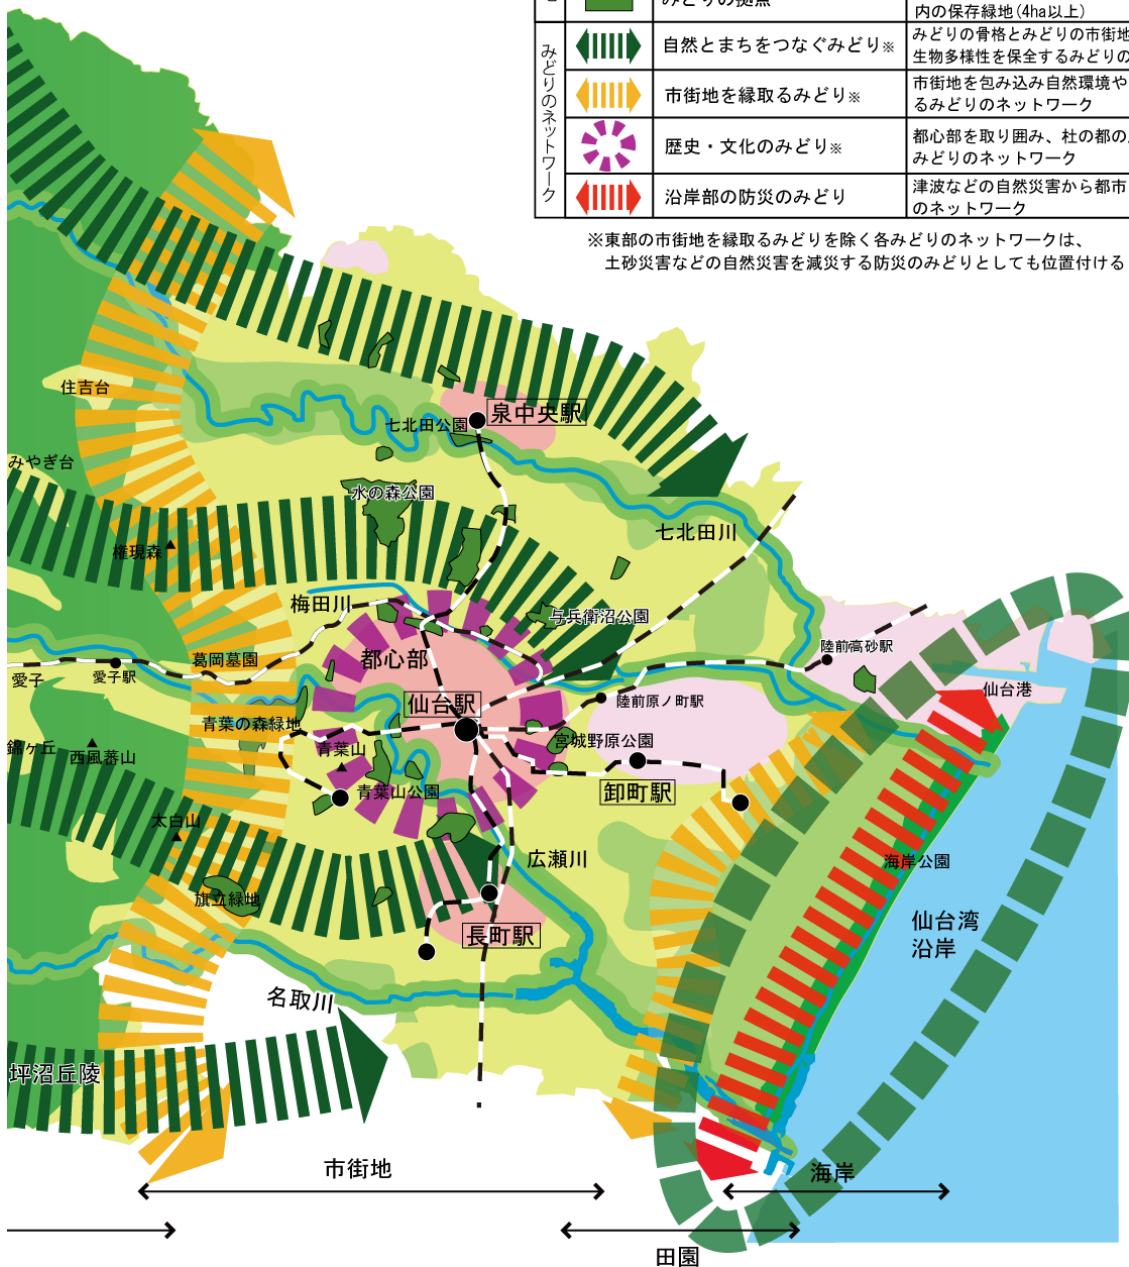 内の保存緑地(4ha以上)
みどりのネットワーク
自然とまちをつなぐみどり※
みどりの骨格とみどりの市街地
生物多様性を保全するみどりの
市街地を縁取るみどり※
市街地を包み込み自然環境や
るみどりのネットワーク
歴史・文化のみどり※
都心部を取り囲み、杜の都の
みどりのネットワーク
沿岸部の防災のみどり
津波などの自然災害から都市
のネットワーク
※東部の市街地を縁取るみどりを除く各みどりのネットワークは、
土砂災害などの自然災害を減災する防災のみどりとしても位置付ける
住吉台
泉中央駅
七北田公園
みやぎ台
水の森公園
七北田川
権現森
梅田川
与兵衛沼公園
都心部
陸前高砂駅
葛岡墓園
愛子
愛子駅
仙台駅
仙台港
陸前原ノ町駅
青葉の森緑地
錦ケ丘
西風蕃山
青葉山
宮城野原公園
青葉山公園
卸町駅
太白山
広瀬川
海岸公園
旗立緑地
仙台湾
沿岸
長町駅
名取川
坪沼丘陵
市街地
海岸
田園